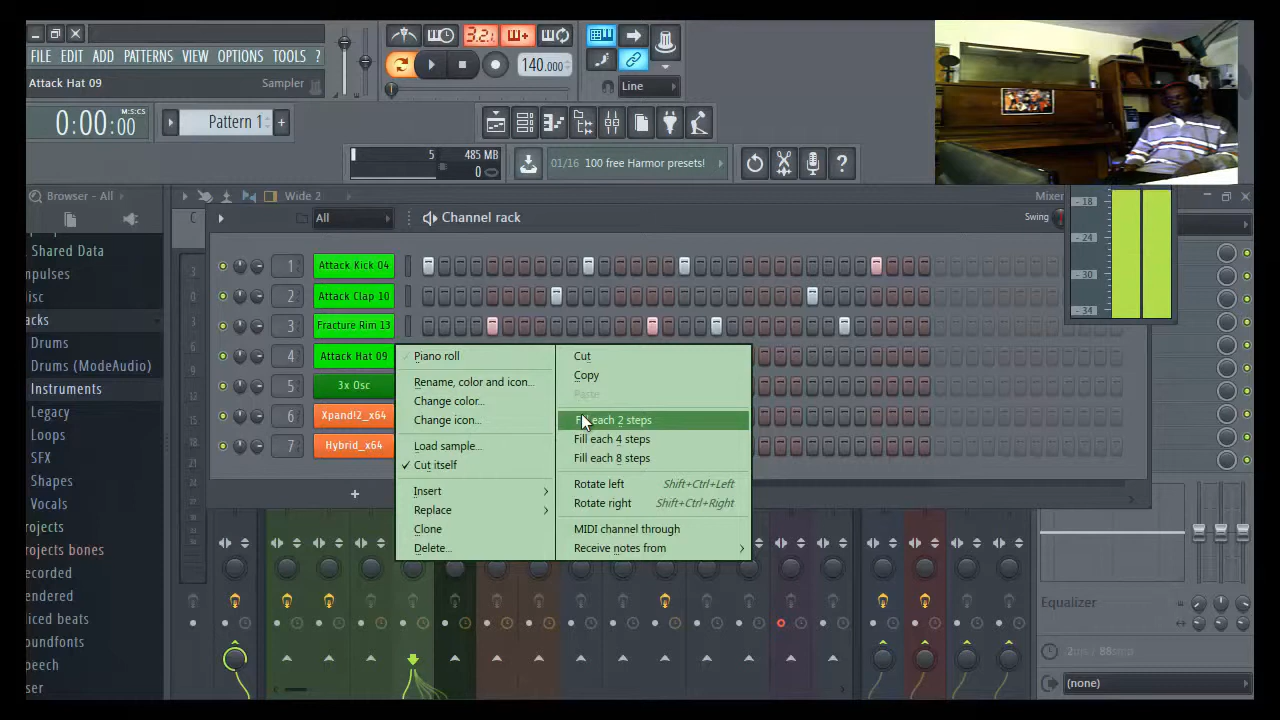 FILE EDIT ADD PATTERNS VIEW OPTIONS TOOLS ?
Attack Hat 09 Sampler
3.2.
140.000
Line
0:00:00 M:S:CS
Pattern 1
5 485 MB
0
01/16 100 free Harmor presets!
?
Browser - All
Wide 2
Mixer
All
Channel rack
Swing
Shared Data
mpulses
isc
acks
Drums
Drums (ModeAudio)
Instruments
Legacy
Loops
SFX
Shapes
Vocals
rojects
rojects bones
ecorded
endered
liced beats
oundfonts
peech
ser
1 Attack Kick 04
2 Attack Clap 10
3 Fracture Rim 13
4 Attack Hat 09
5 3x Osc
6 Xpand!2_x64
7 Hybrid_x64
+
Piano roll
Rename, color and icon...
Change color...
Change icon...
Load sample...
Cut itself
Insert
Replace
Clone
Delete...
Cut
Copy
Paste
Fill each 2 steps
Fill each 4 steps
Fill each 8 steps
Rotate left Shift+Ctrl+Left
Rotate right Shift+Ctrl+Right
MIDI channel through
Receive notes from
-18
-24
-30
-34
Equalizer
(none)